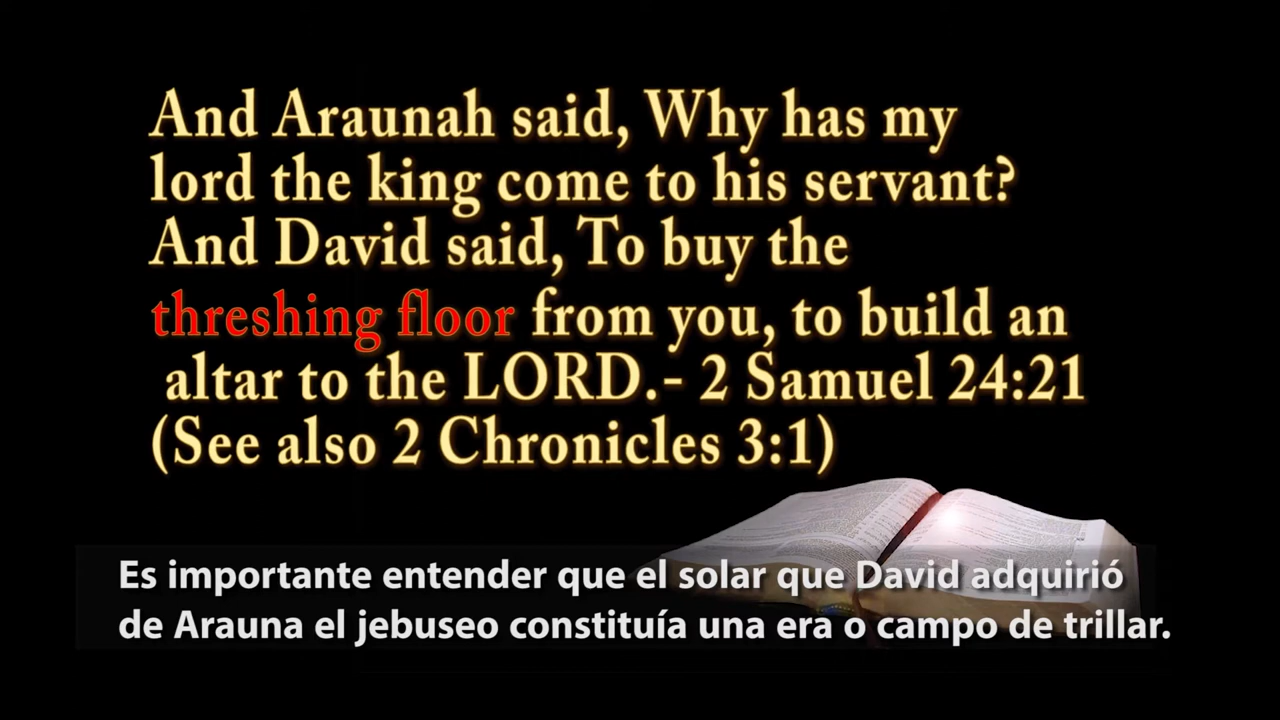 And Araunah said, Why has my
lord the king come to his servant?
And David said, To buy the
threshing floor from you, to build an
altar to the LORD.- 2 Samuel 24:21
(See also 2 Chronicles 3:1)
Es importante entender que el solar que David adquirió
de Arauna el jebuseo constituía una era o campo de trillar.